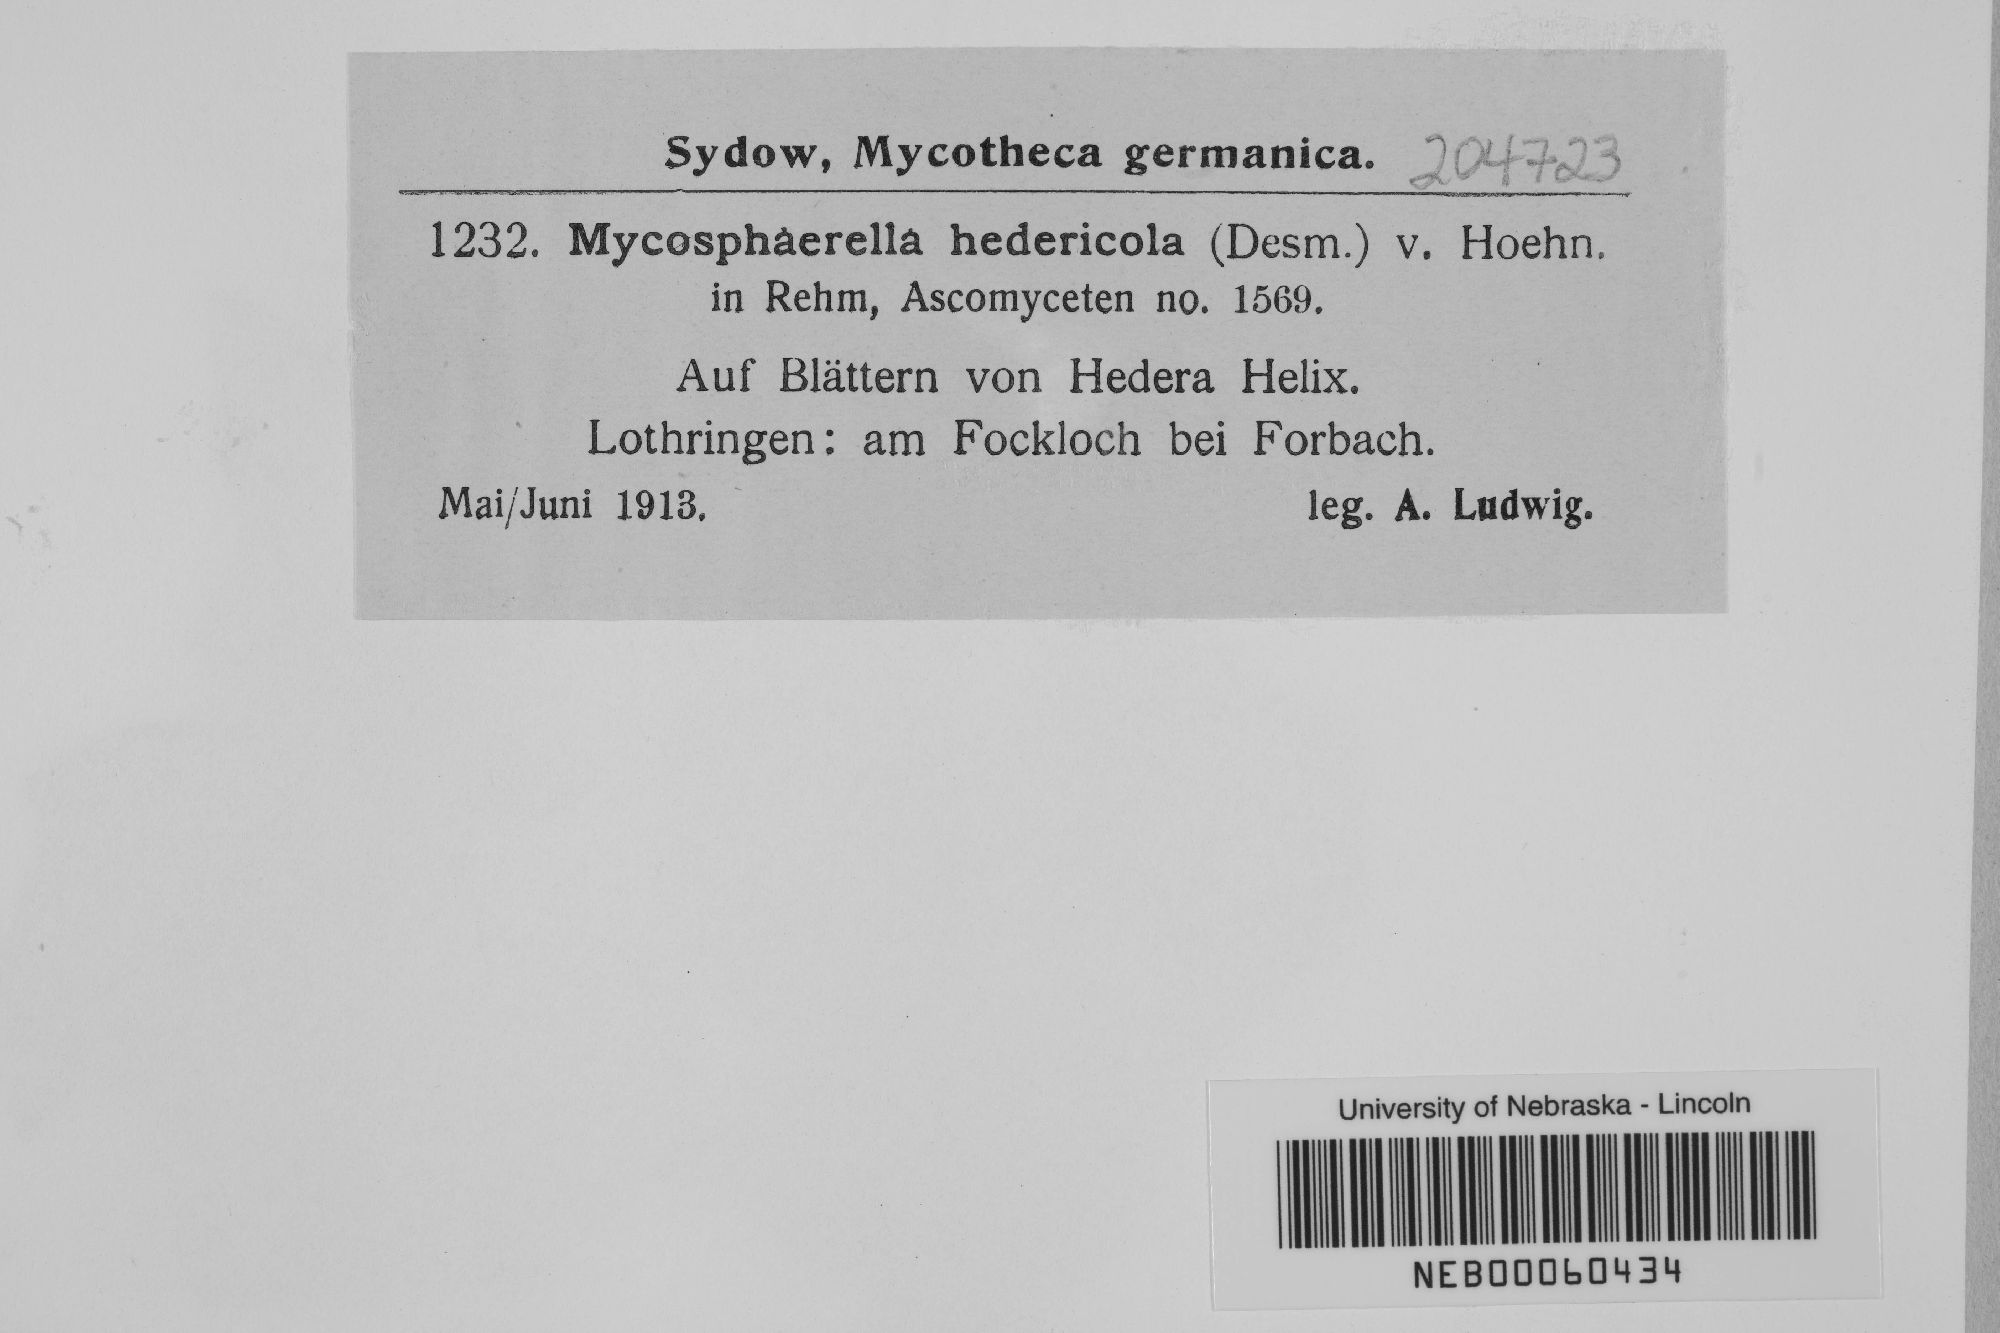 Sydow, Mycotheca germanica. 204723
1232. Mycosphaerella hedericola (Desm.) v. Hoehn.
in Rehm, Ascomyceten no. 1569.
Auf Blättern von Hedera Helix.
Lothringen: am Fockloch bei Forbach.
Mai/Juni 1913. leg. A. Ludwig.
University of Nebraska - Lincoln
NEB00060434